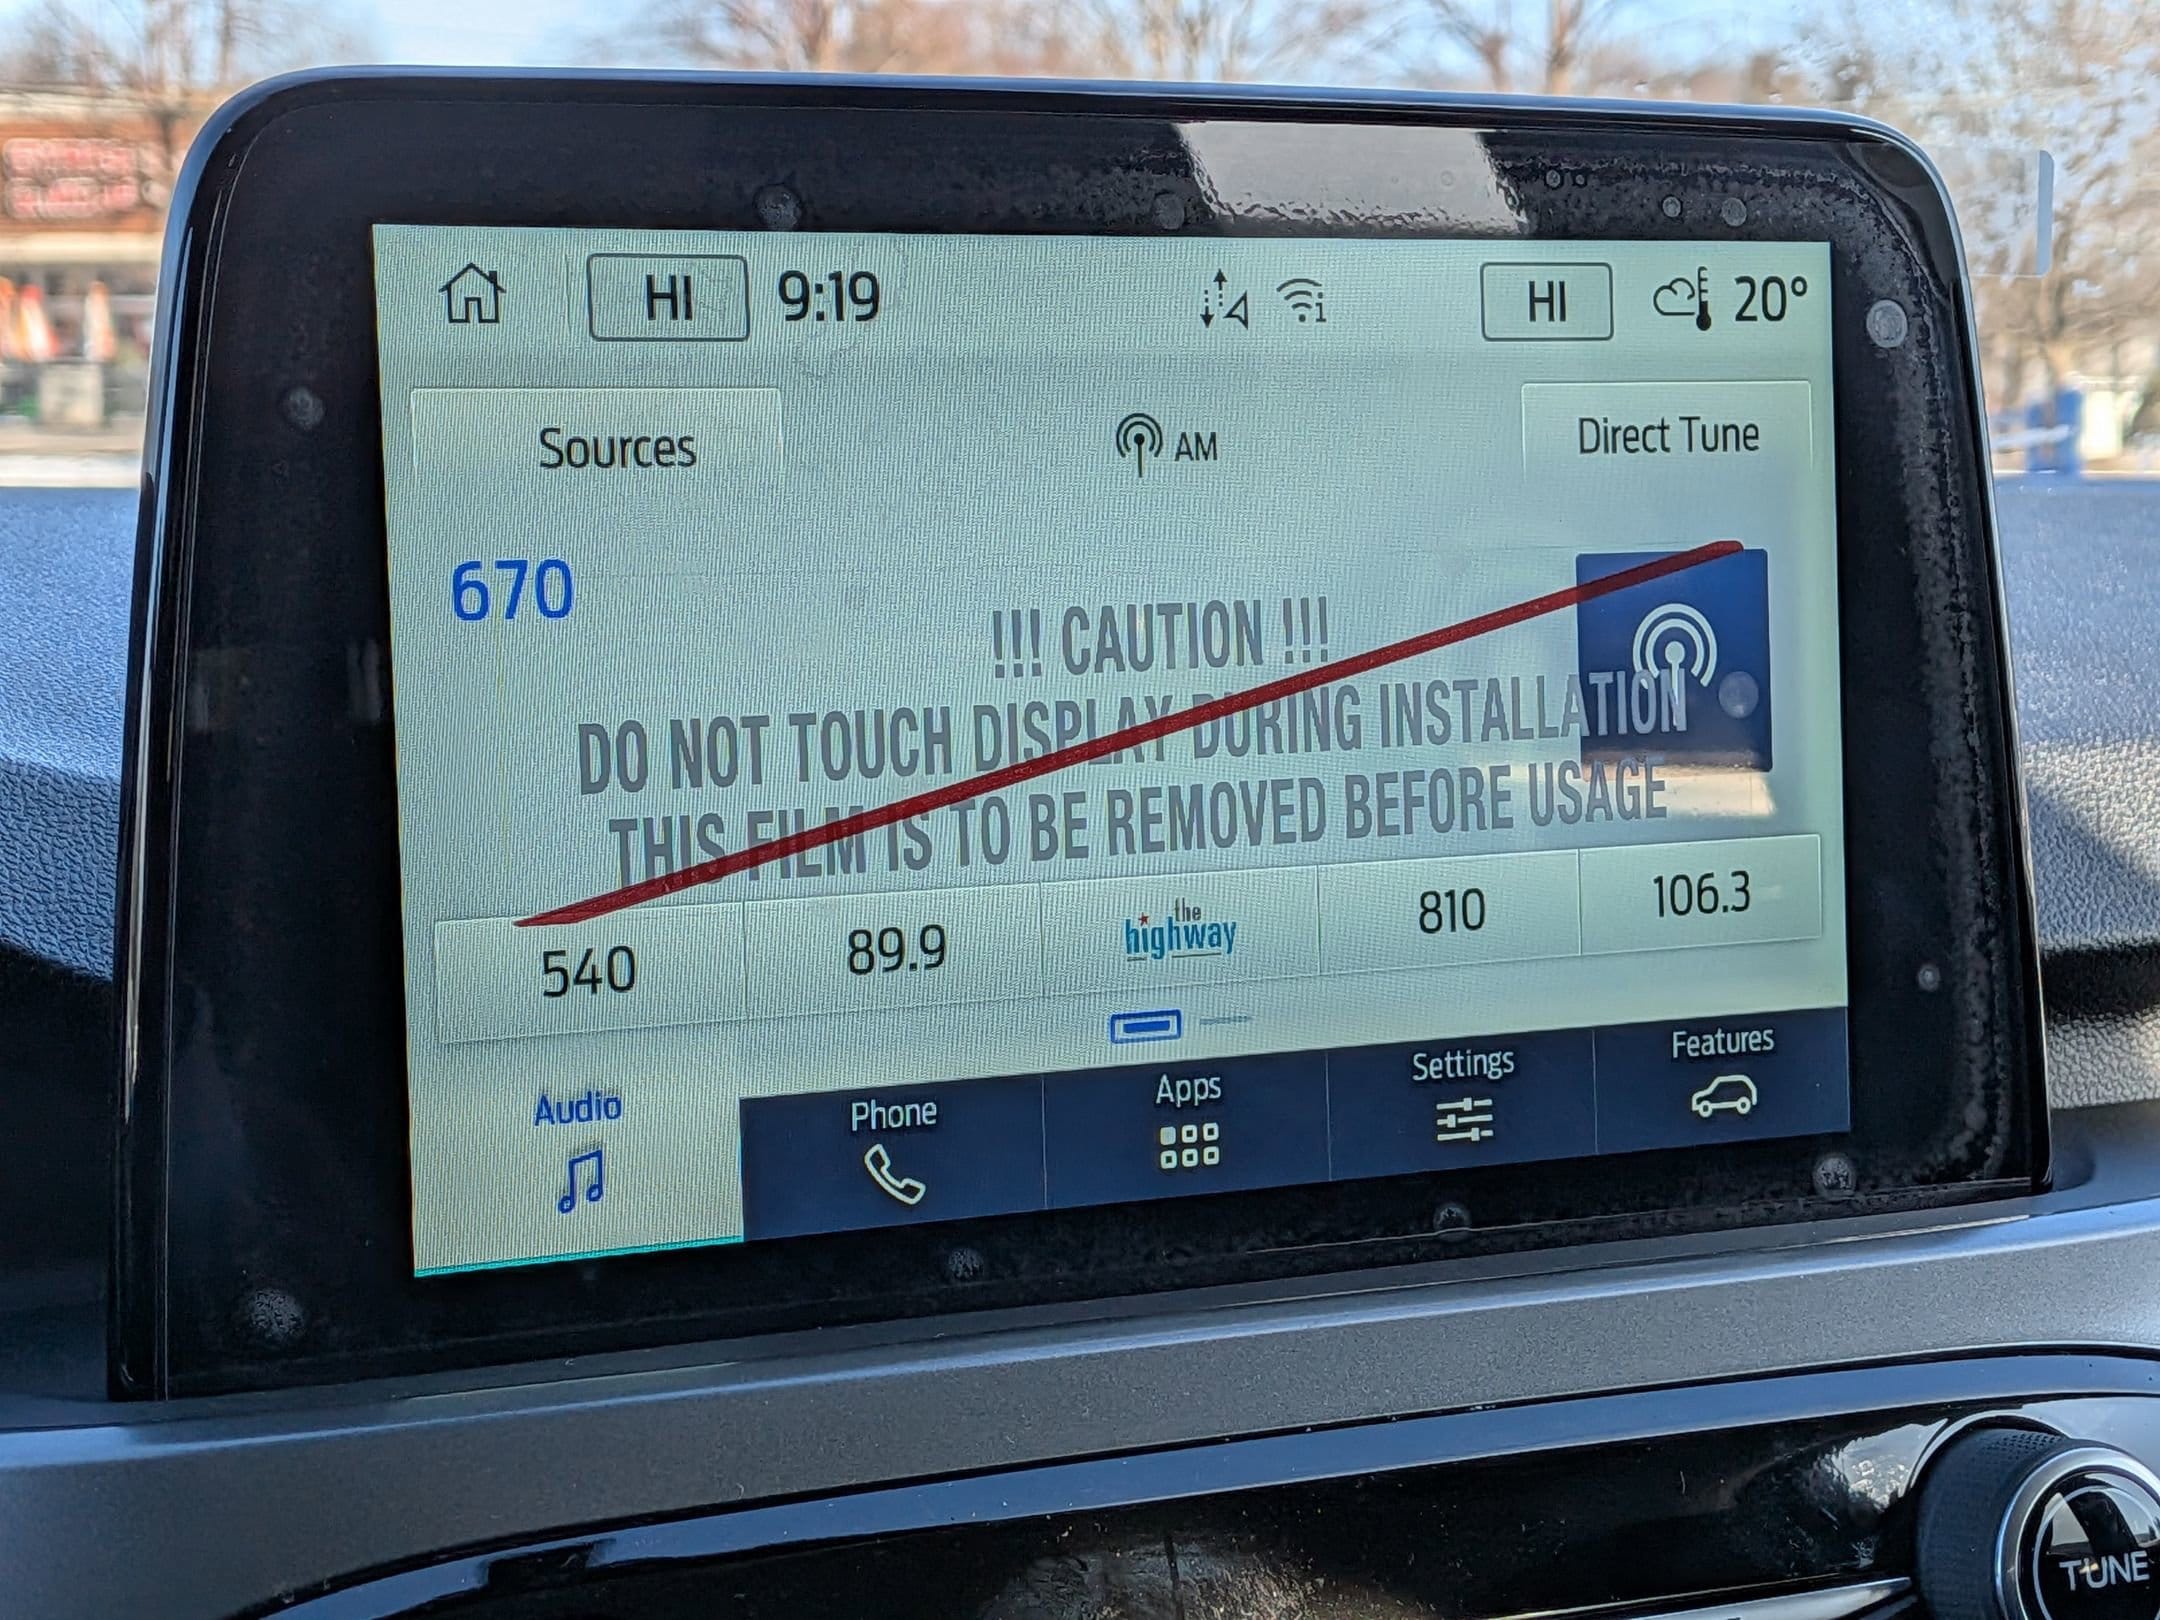 HI 9:19 HI 20°
Sources AM Direct Tune
670
!!! CAUTION !!!
DO NOT TOUCH DISPLAY DURING INSTALLATION
THIS FILM IS TO BE REMOVED BEFORE USAGE
540 89.9 the highway 810 106.3
Audio Phone Apps Settings Features
TUNE